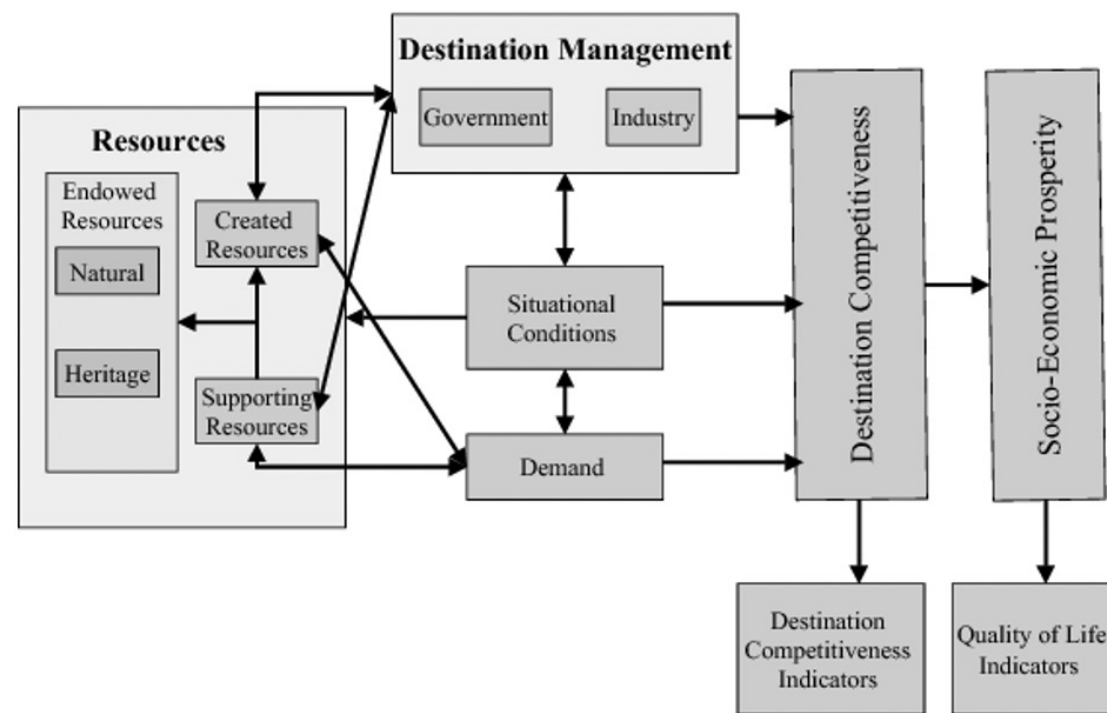 Destination Management
Government
Industry
Resources
Endowed
Resources
Natural
Heritage
Created
Resources
Supporting
Resources
Situational
Conditions
Demand
Destination Competitiveness
Socio-Economic Prosperity
Destination
Competitiveness
Indicators
Quality of Life
Indicators